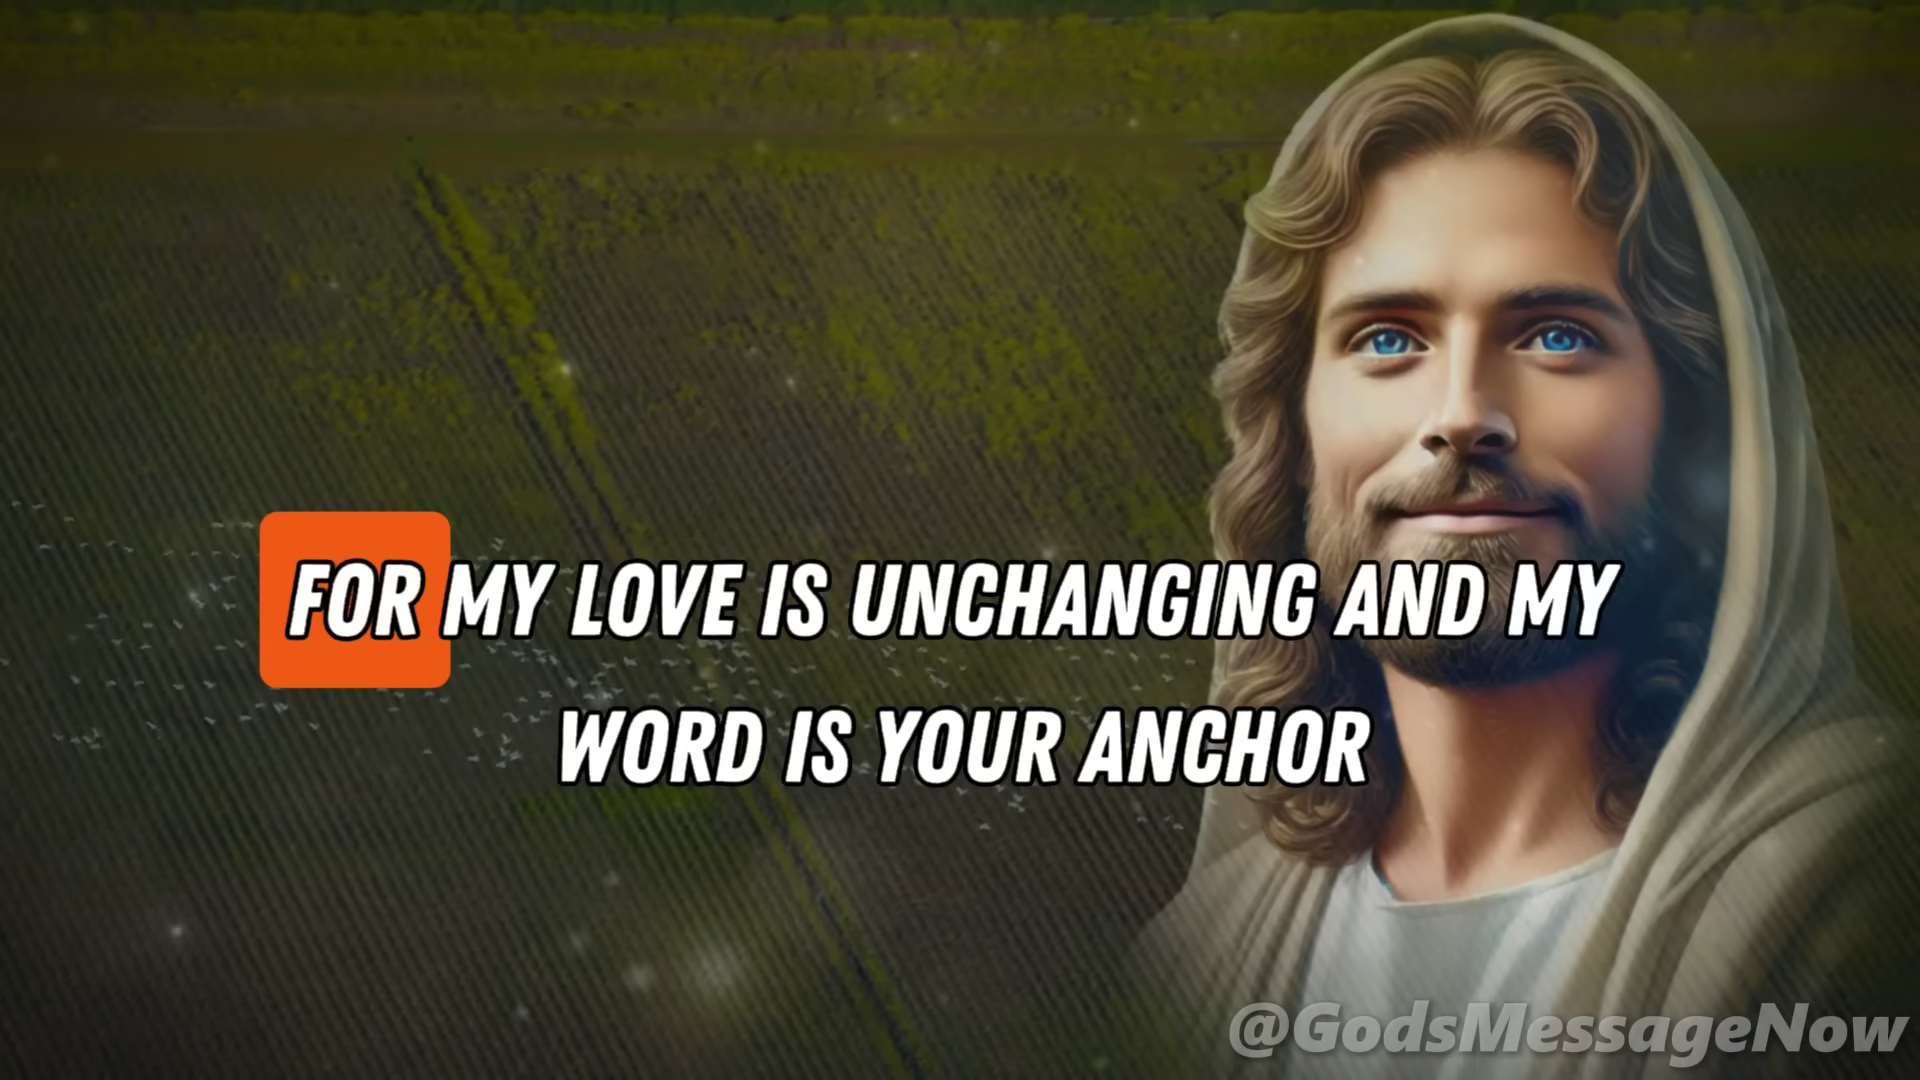 FOR MY LOVE IS UNCHANGING AND MY
WORD IS YOUR ANCHOR
@GodsMessageNow